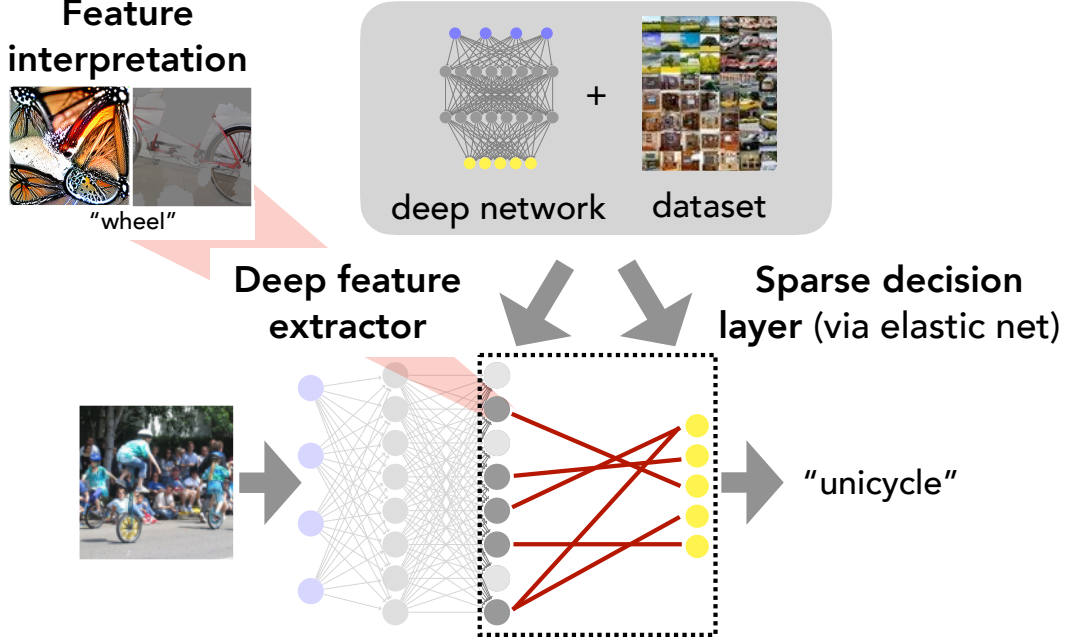 Feature
interpretation
“wheel”
+
deep network
dataset
Deep feature
extractor
Sparse decision
layer (via elastic net)
“unicycle”